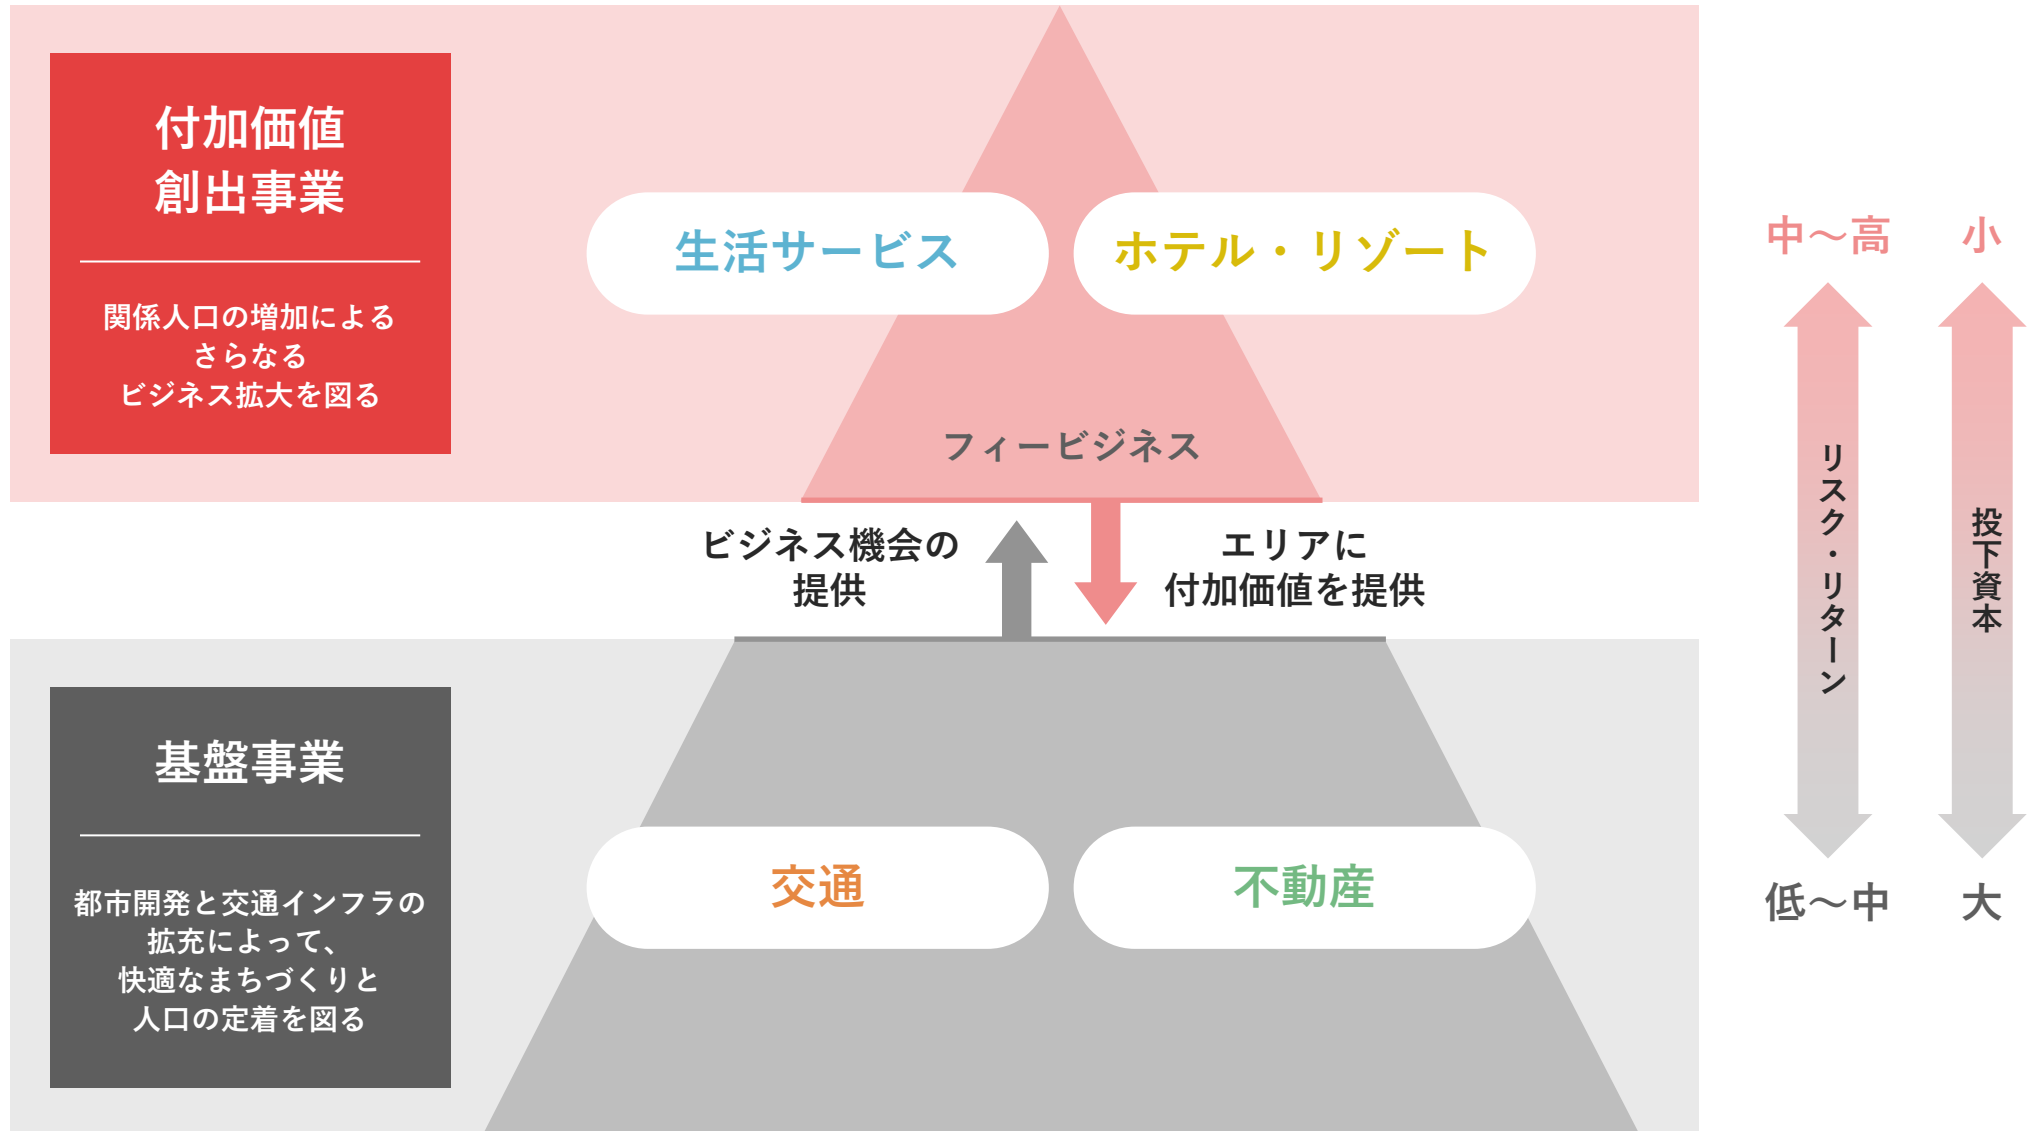 付加価値
創出事業
関係人口の増加による
さらなる
ビジネス拡大を図る
生活サービス
ホテル・リゾート
フィービジネス
ビジネス機会の
提供
エリアに
付加価値を提供
基盤事業
都市開発と交通インフラの
拡充によって、
快適なまちづくりと
人口の定着を図る
交通
不動産
中～高
リスク・リターン
低～中
小
投下資本
大